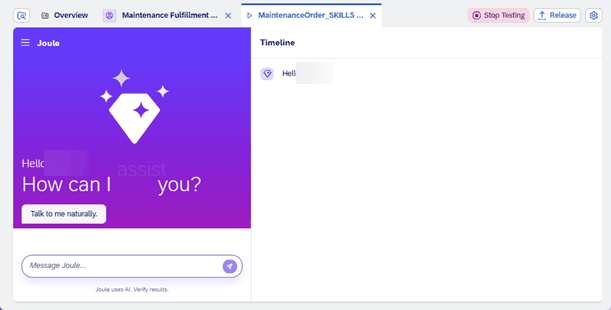 Overview
Maintenance Fulfillment ...
MaintenanceOrder_SKILLS ...
Stop Testing
Release
Joule
Timeline
Hello
How can I assist you?
Talk to me naturally.
Message Joule...
Joule uses AI. Verify results.